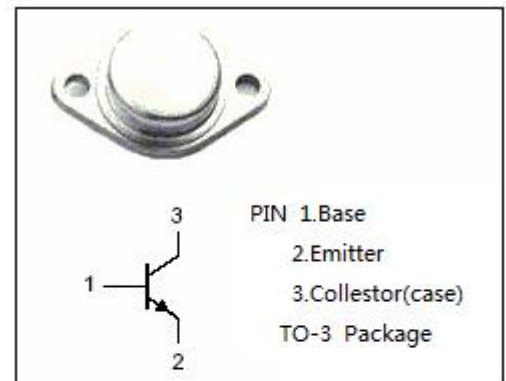 3
1
2
PIN 1.Base
2.Emitter
3.Collestor(case)
TO-3 Package